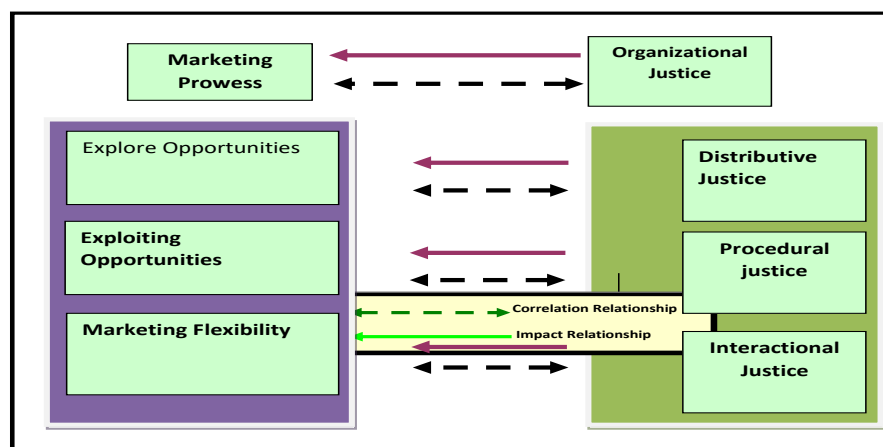 Marketing
Prowess
Organizational
Justice
Explore Opportunities
Exploiting
Opportunities
Marketing Flexibility
Distributive
Justice
Procedural
justice
Interactional
Justice
Correlation Relationship
Impact Relationship